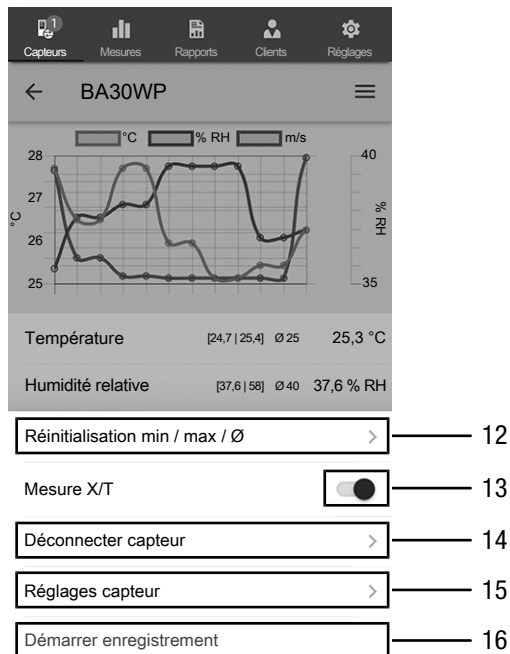 1
Capteurs Mesures Rapports Clients Réglages
BA30WP
°C % RH m/s
28 40
27
°C % RH
26
25 35
Température [24,7 | 25,4] Ø 25 25,3 °C
Humidité relative [37,6 | 58] Ø 40 37,6 % RH
Réinitialisation min / max / Ø 12
Mesure X/T 13
Déconnecter capteur 14
Réglages capteur 15
Démarrer enregistrement 16